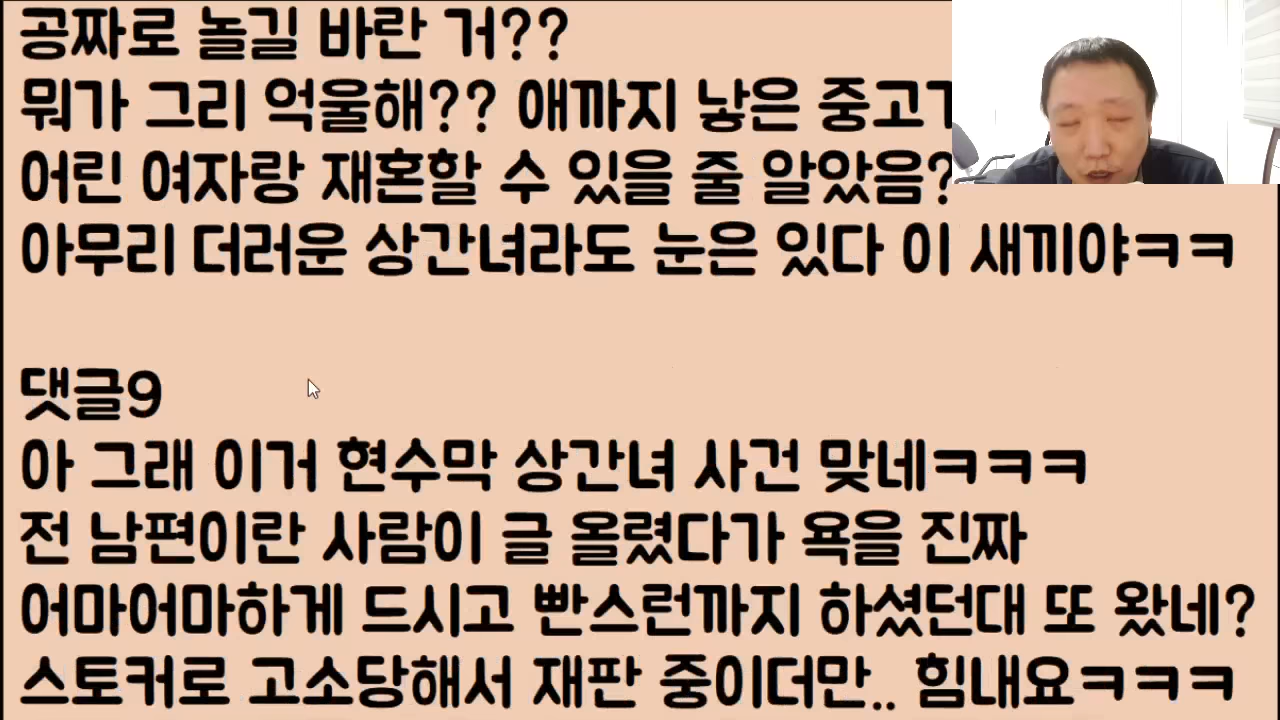 공짜로 놀길 바란 거??
뭐가 그리 억울해?? 애까지 낳은 중고
어린 여자랑 재혼할 수 있을 줄 알았음?
아무리 더러운 상간녀라도 눈은 있다 이 새끼야ㅋㅋ
댓글9
아 그래 이거 현수막 상간녀 사건 맞네ㅋㅋㅋ
전 남편이란 사람이 글 올렸다가 욕을 진짜
어마어마하게 드시고 빤스런까지 하셨던대 또 왔네?
스토커로 고소당해서 재판 중이더만.. 힘내요ㅋㅋㅋ